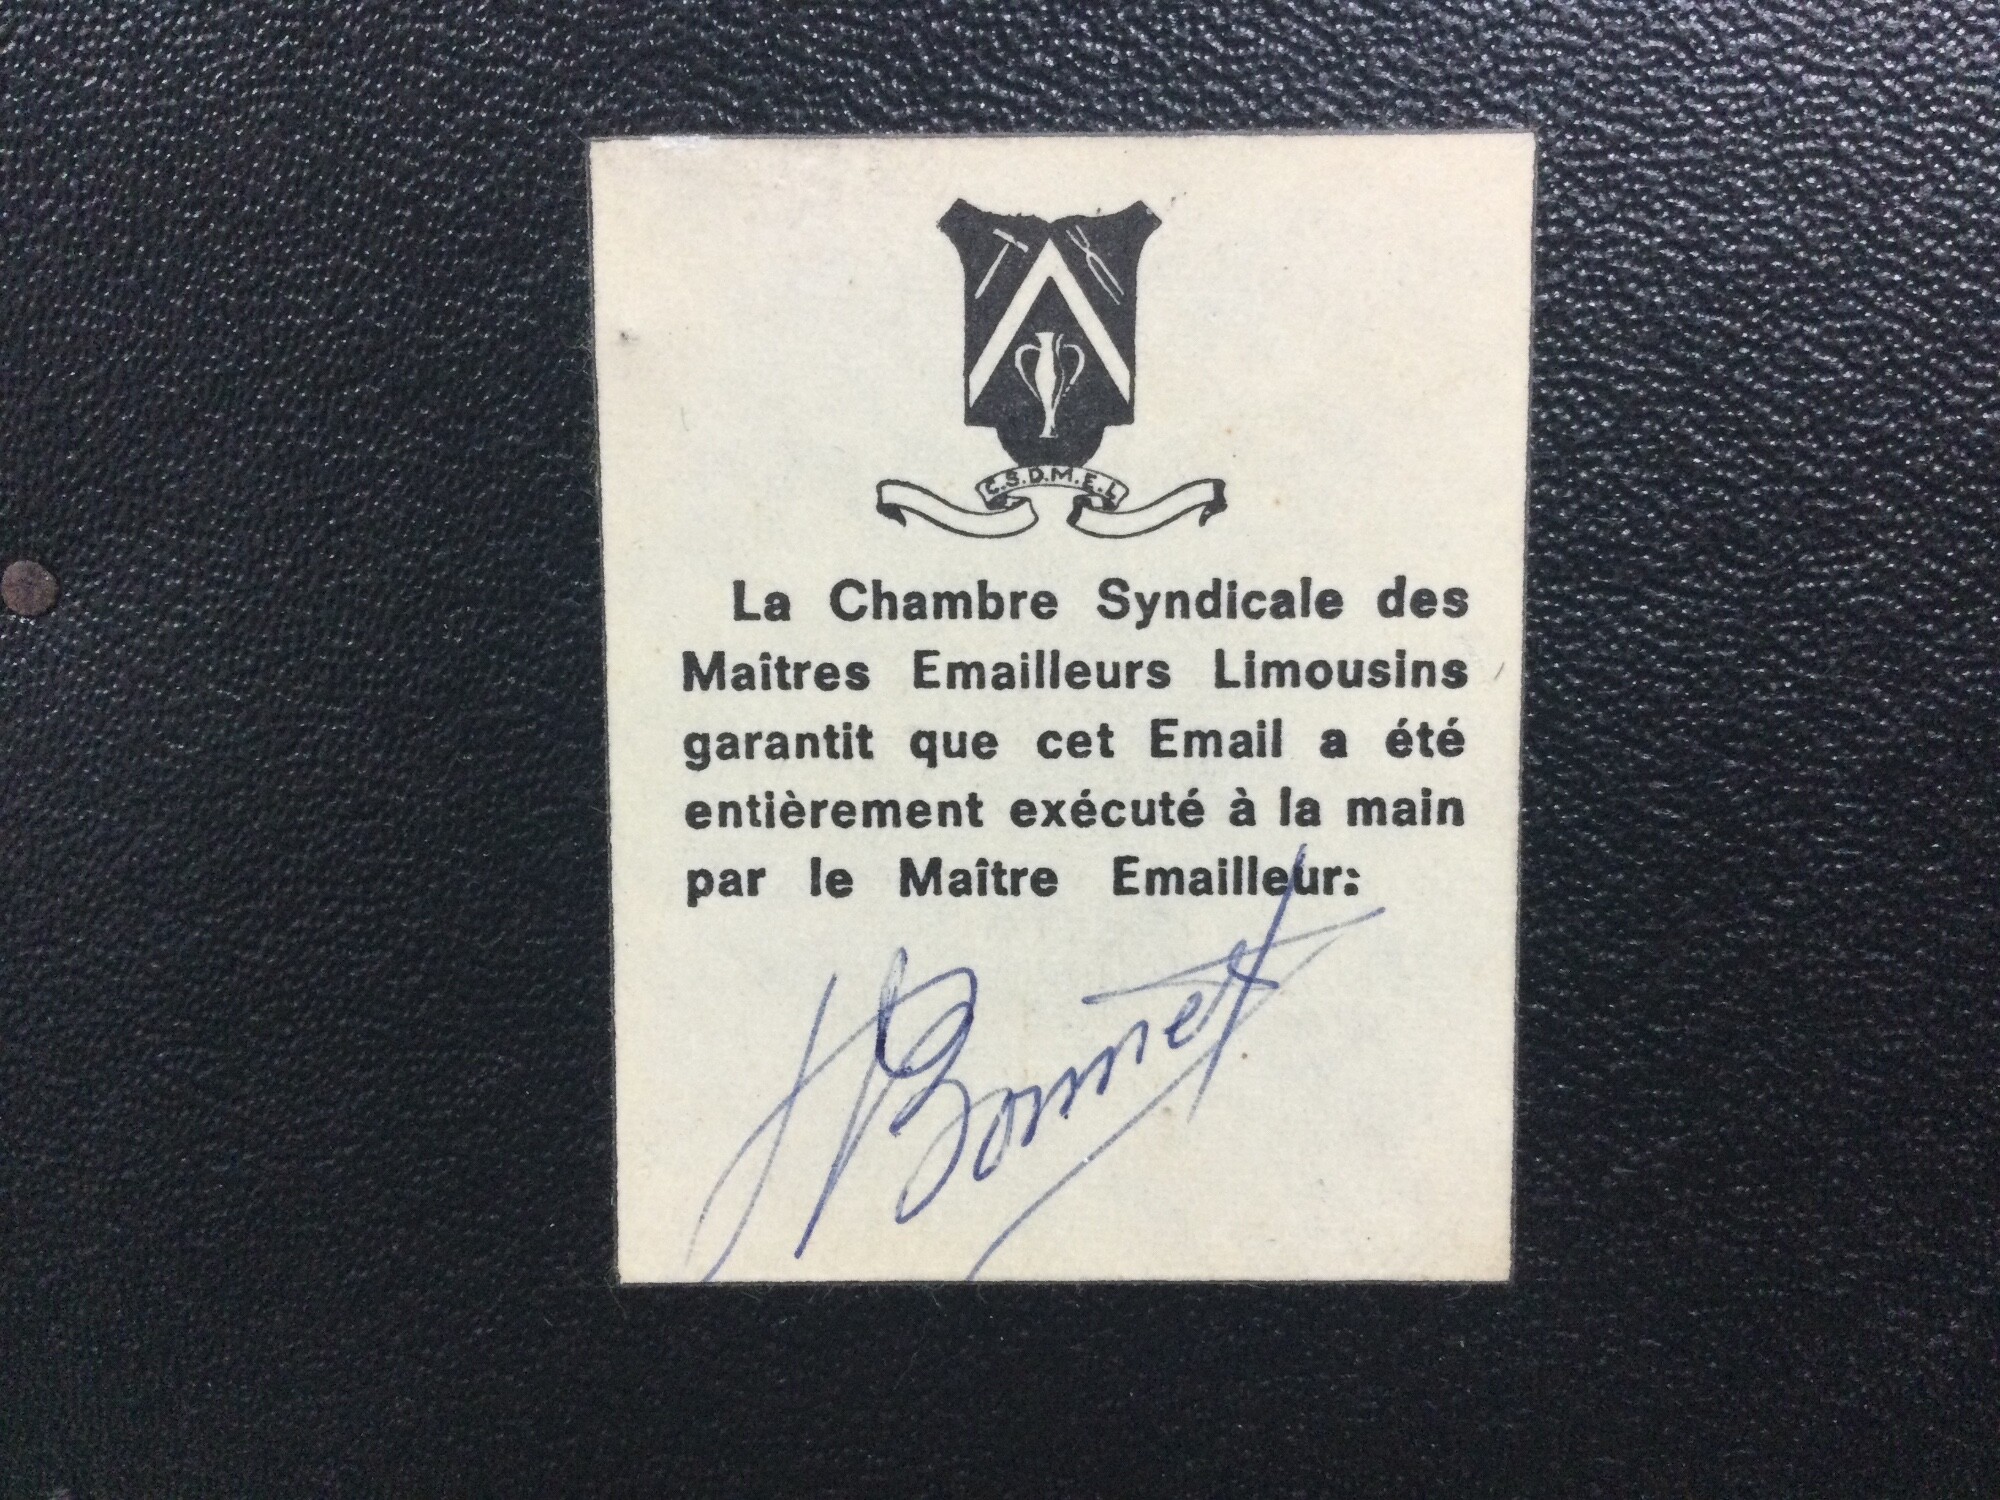 C.S.D.M.E.L
La Chambre Syndicale des
Maîtres Emailleurs Limousins
garantit que cet Email a été
entièrement exécuté à la main
par le Maître Emailleur:
Bonnet